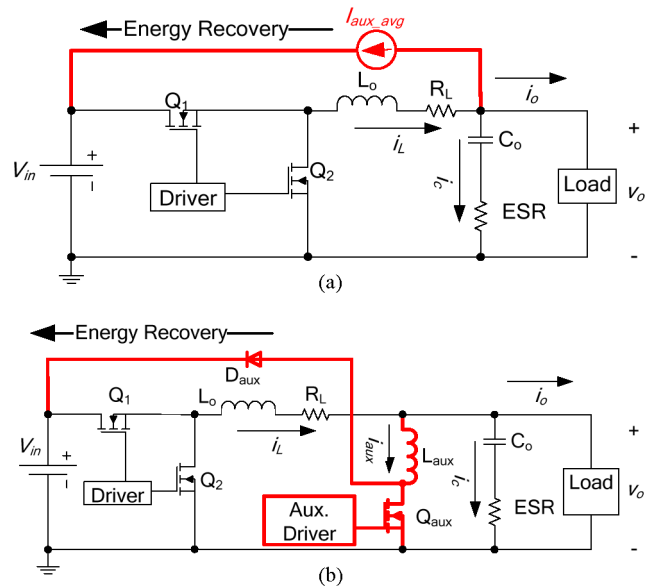 Energy Recovery
Iaux_avg
Lo
RL
io
Q1
iL
Co
+
Vin
+
Q2
ic
Load
vo
Driver
ESR
-
(a)
Energy Recovery
Daux
Q1
Lo
RL
io
+
iL
iaux
Laux
Co
Vin
+
Q2
ic
Load
vo
Driver
Aux.
Driver
Qaux
ESR
-
(b)